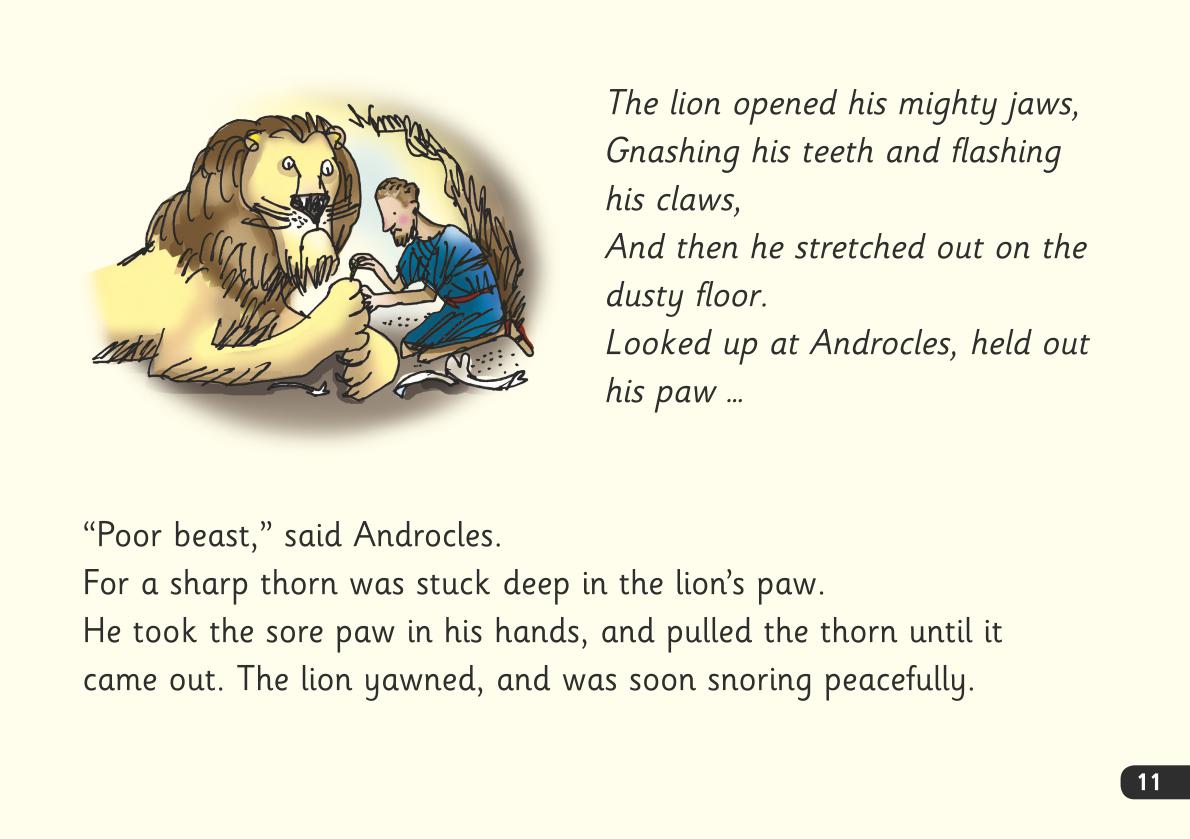 The lion opened his mighty jaws,
Gnashing his teeth and flashing
his claws,
And then he stretched out on the
dusty floor.
Looked up at Androcles, held out
his paw ...
“Poor beast,” said Androcles.
For a sharp thorn was stuck deep in the lion’s paw.
He took the sore paw in his hands, and pulled the thorn until it
came out. The lion yawned, and was soon snoring peacefully.
11